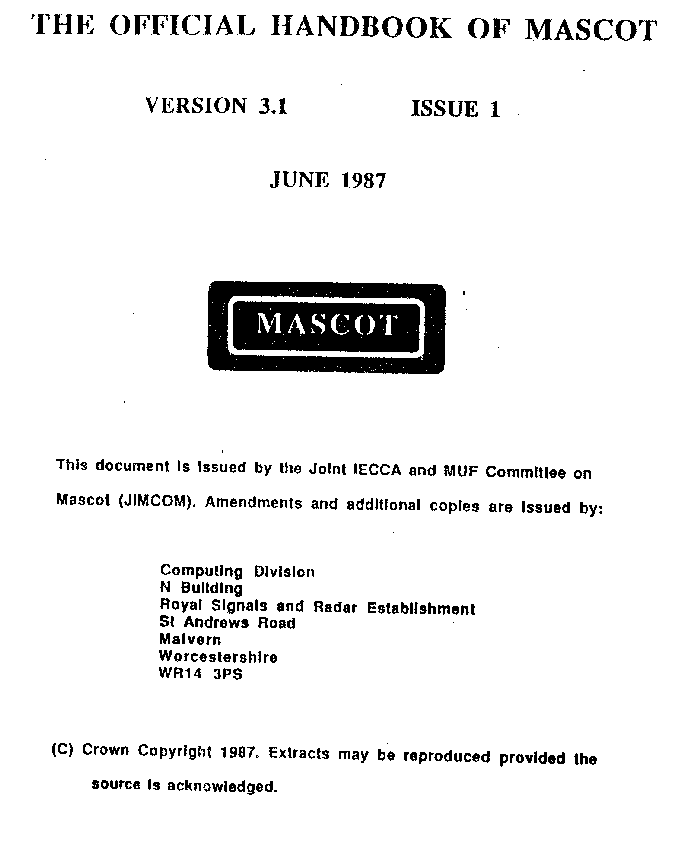 THE OFFICIAL HANDBOOK OF MASCOT
VERSION 3.1 ISSUE 1
JUNE 1987
MASCOT
This document is issued by the Joint IECCA and MUF Committee on
Mascot (JIMCOM). Amendments and additional copies are issued by:
Computing Division
N Building
Royal Signals and Radar Establishment
St Andrews Road
Malvern
Worcestershire
WR14 3PS
(C) Crown Copyright 1987. Extracts may be reproduced provided the
source is acknowledged.